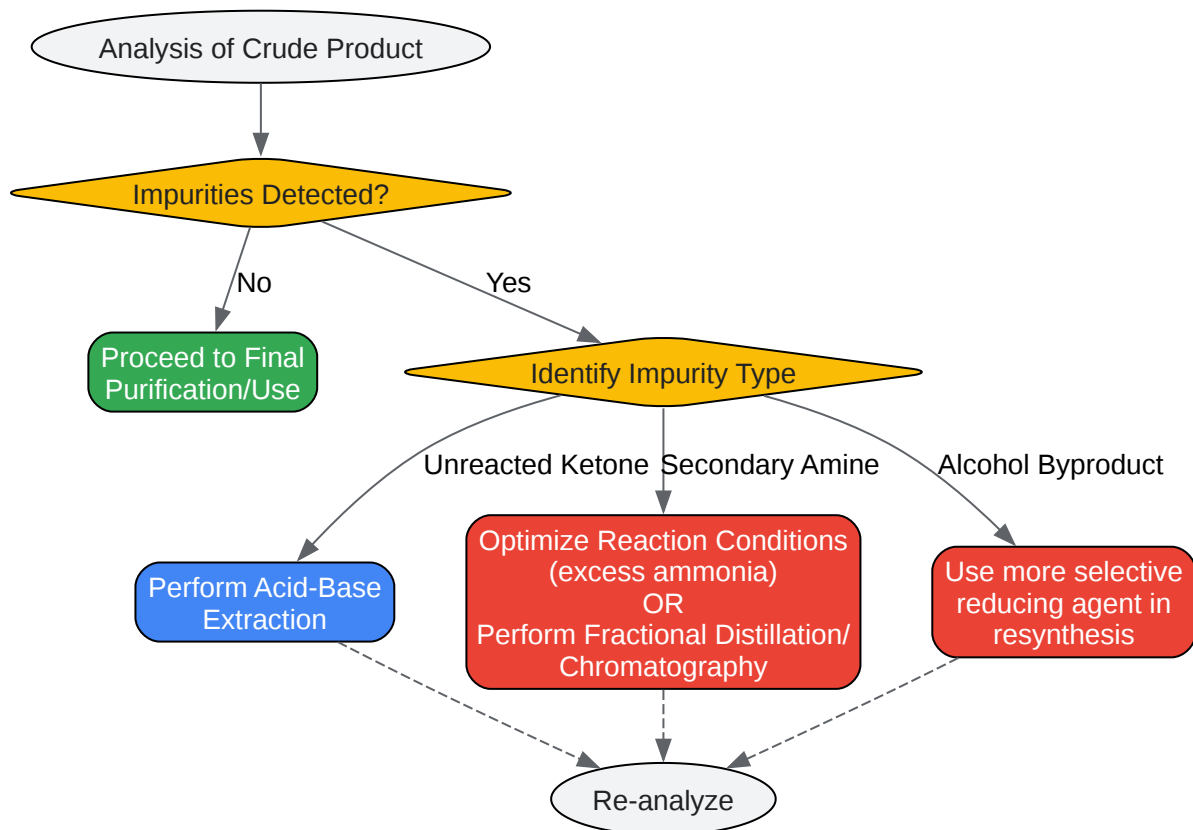 Analysis of Crude Product
Impurities Detected?
No
Yes
Proceed to Final
Purification/Use
Identify Impurity Type
Unreacted Ketone
Secondary Amine
Alcohol Byproduct
Perform Acid-Base
Extraction
Optimize Reaction Conditions
(excess ammonia)
OR
Perform Fractional Distillation/
Chromatography
Use more selective
reducing agent in
resynthesis
Re-analyze